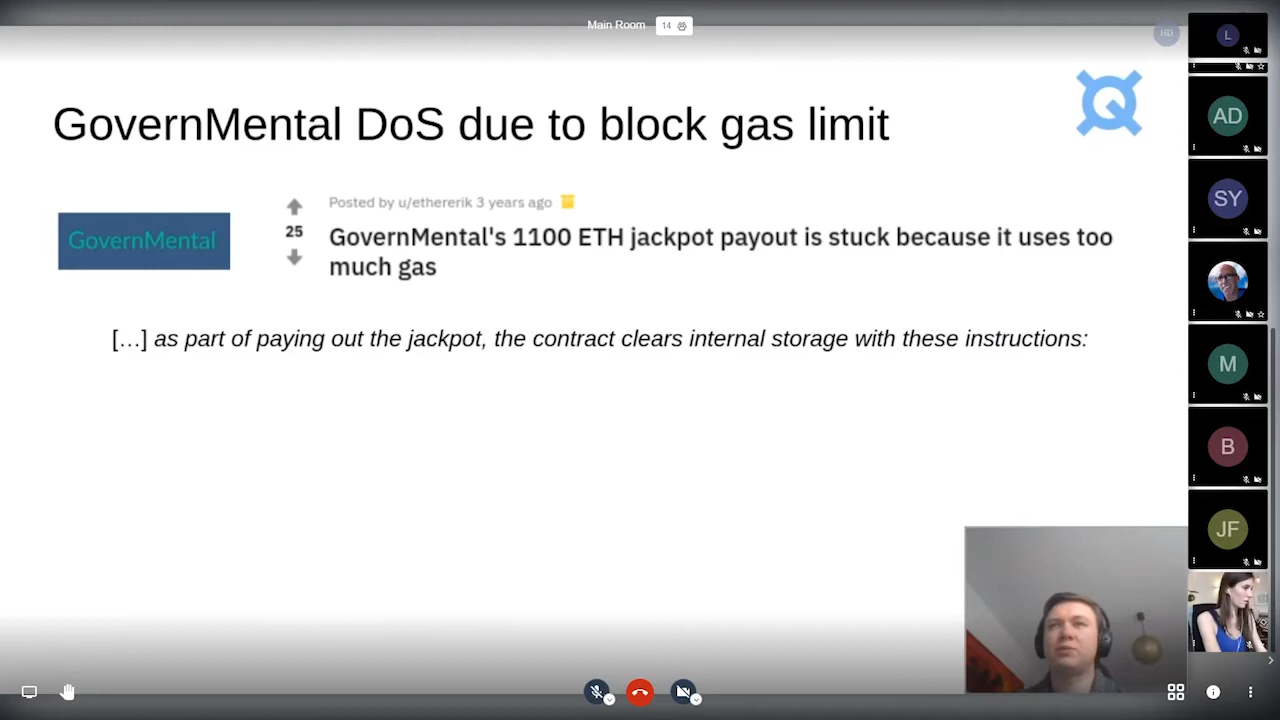 Main Room 14
HD
L
GovernMental DoS due to block gas limit
AD
Posted by u/ethererik 3 years ago
SY
GovernMental
25
GovernMental's 1100 ETH jackpot payout is stuck because it uses too
much gas
[…] as part of paying out the jackpot, the contract clears internal storage with these instructions:
M
B
JF